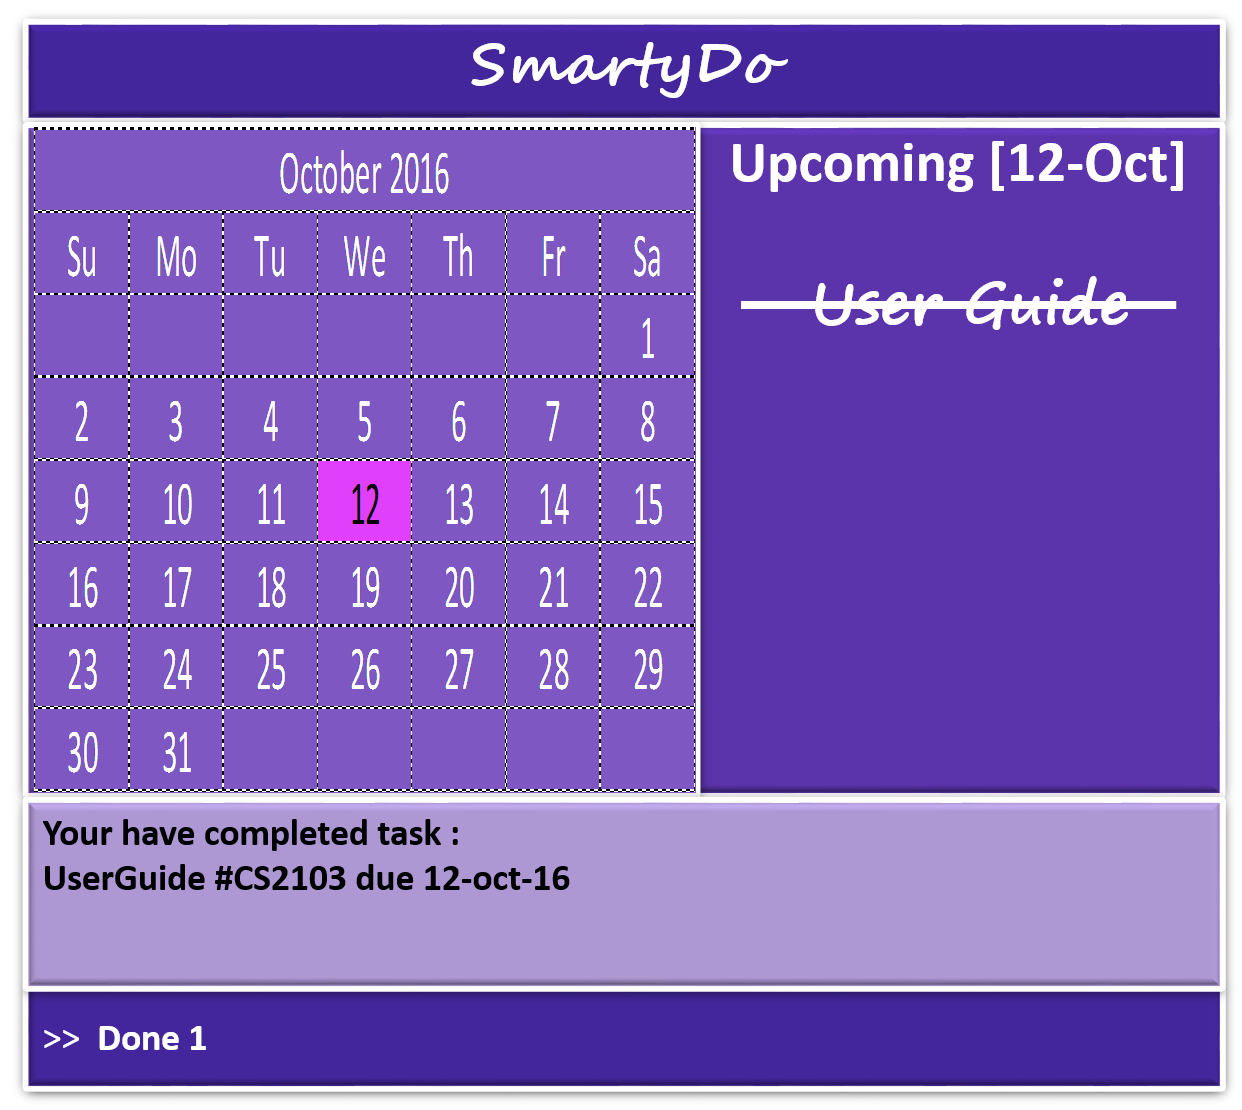 SmartyDo
October 2016
Su Mo Tu We Th Fr Sa
1
2 3 4 5 6 7 8
9 10 11 12 13 14 15
16 17 18 19 20 21 22
23 24 25 26 27 28 29
30 31
Upcoming [12-Oct]
User Guide
Your have completed task :
UserGuide #CS2103 due 12-oct-16
>> Done 1